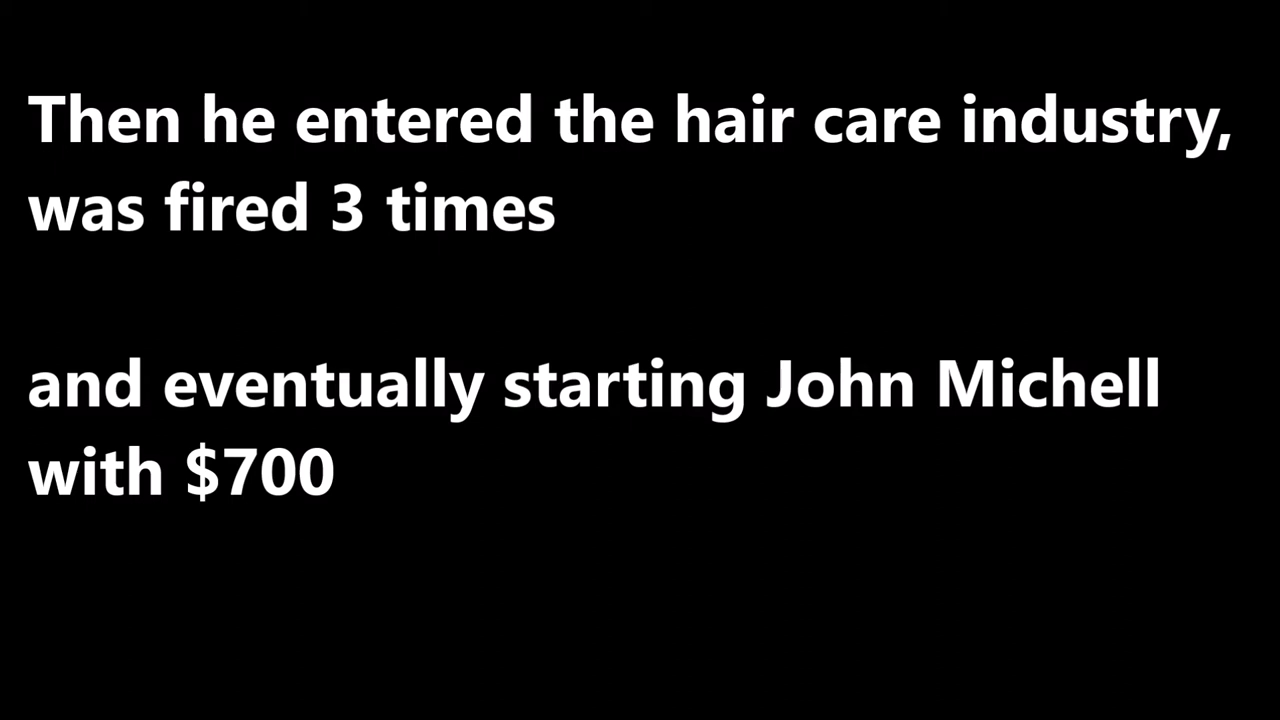 Then he entered the hair care industry,
was fired 3 times
and eventually starting John Michell
with $700